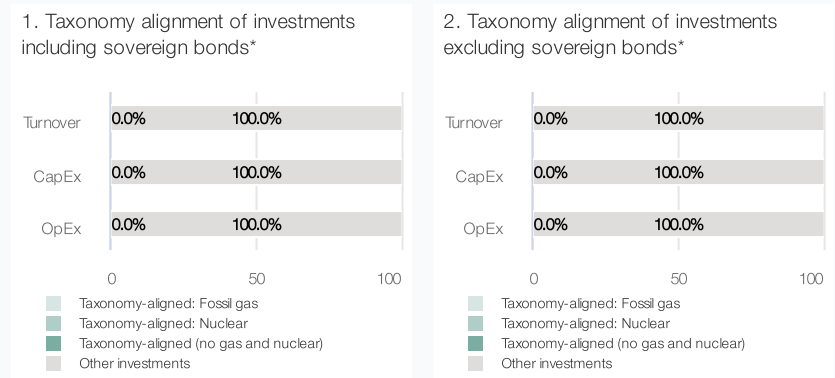 1. Taxonomy alignment of investments
including sovereign bonds*
Turnover 0.0% 100.0%
CapEx 0.0% 100.0%
OpEx 0.0% 100.0%
0 50 100
Taxonomy-aligned: Fossil gas
Taxonomy-aligned: Nuclear
Taxonomy-aligned (no gas and nuclear)
Other investments
2. Taxonomy alignment of investments
excluding sovereign bonds*
Turnover 0.0% 100.0%
CapEx 0.0% 100.0%
OpEx 0.0% 100.0%
0 50 100
Taxonomy-aligned: Fossil gas
Taxonomy-aligned: Nuclear
Taxonomy-aligned (no gas and nuclear)
Other investments